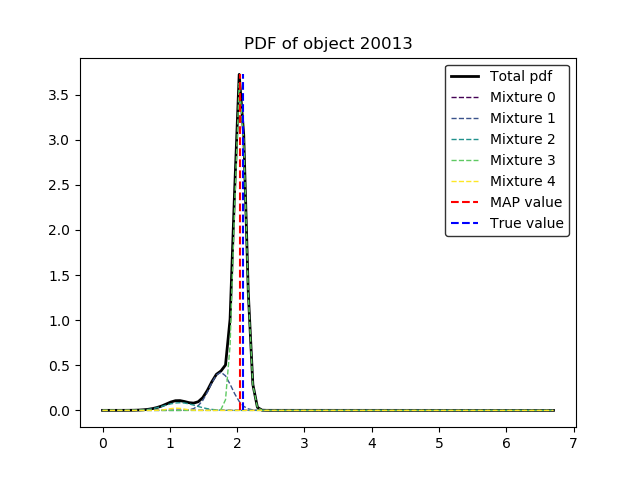 PDF of object 20013
Total pdf
Mixture 0
Mixture 1
Mixture 2
Mixture 3
Mixture 4
MAP value
True value
3.5
3.0
2.5
2.0
1.5
1.0
0.5
0.0
0 1 2 3 4 5 6 7